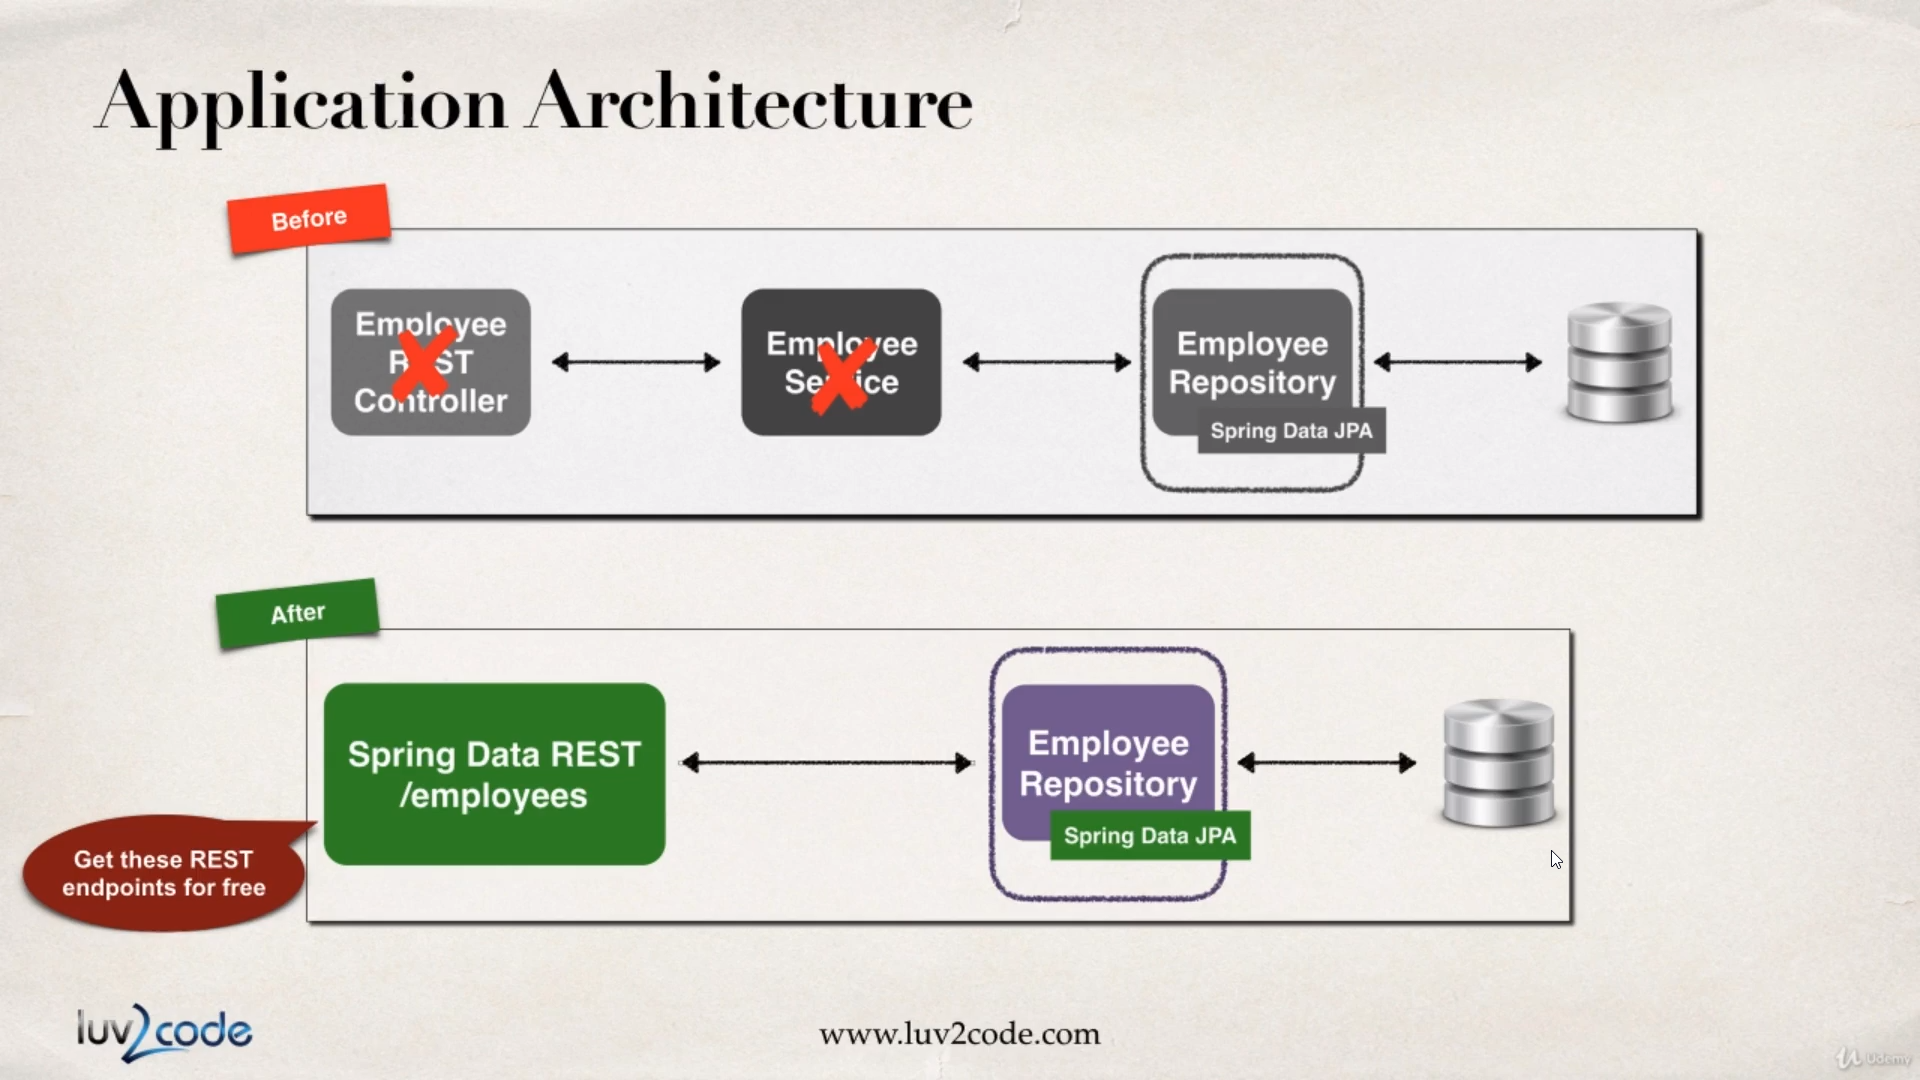 Application Architecture
Before
Employee
REST
Controller
Employee
Service
Employee
Repository
Spring Data JPA
After
Spring Data REST
/employees
Employee
Repository
Spring Data JPA
Get these REST
endpoints for free
luv2code
www.luv2code.com
Udemy